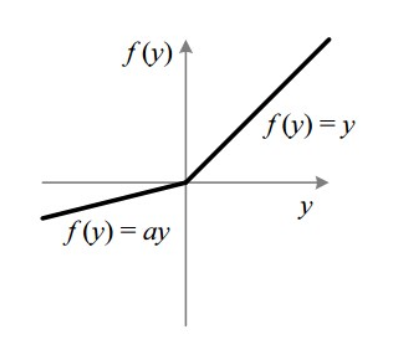 f(y)
f(y) = y
y
f(y) = ay